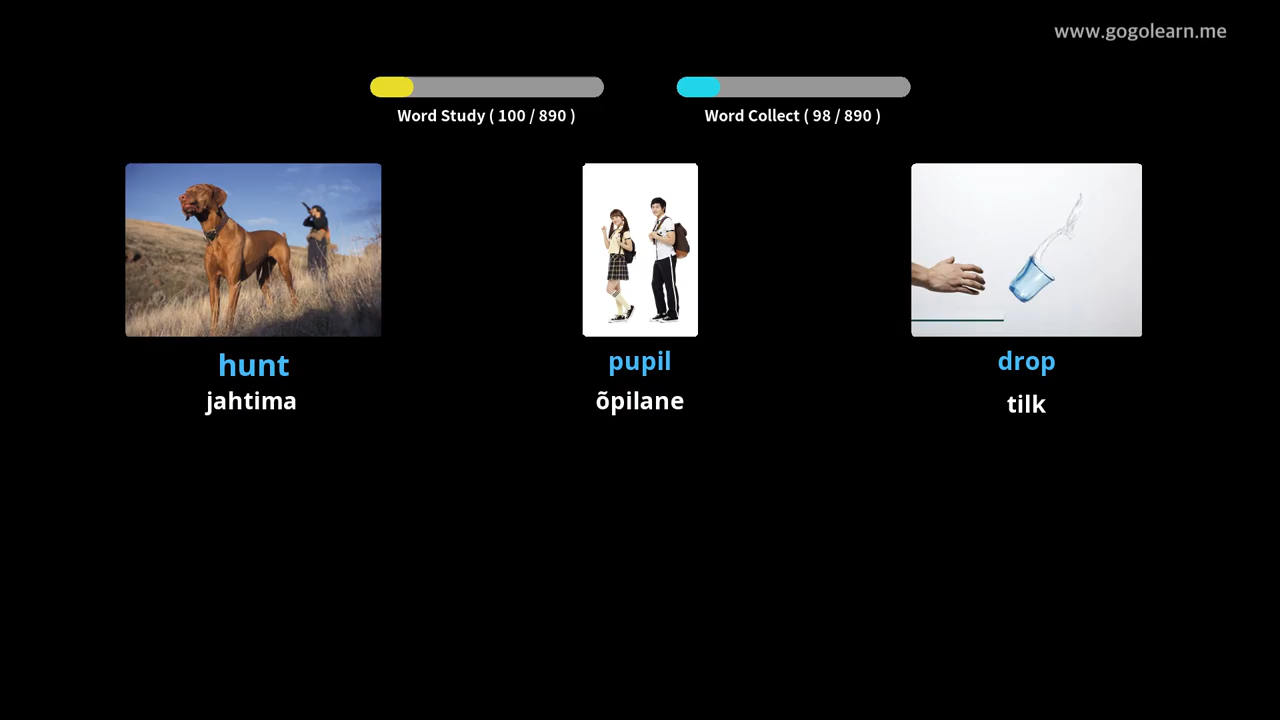 www.gogolearn.me
Word Study ( 100 / 890 )
Word Collect ( 98 / 890 )
hunt
jahtima
pupil
õpilane
drop
tilk